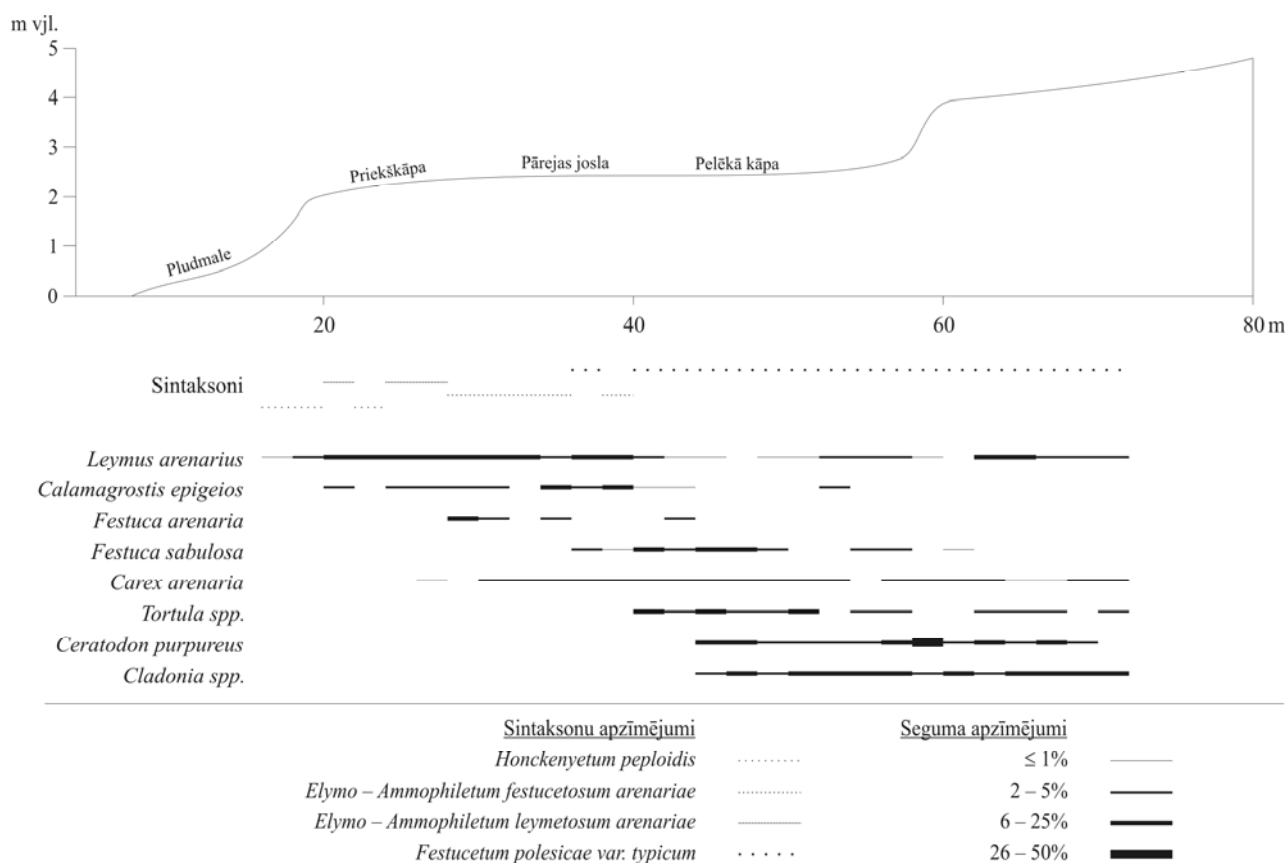 m vjl.
5
4
3
2
1
0
Pludmale
Priekškāpa
Pārejas josla
Pelēkā kāpa
20
40
60
80 m
Sintaksoni
Leymus arenarius
Calamagrostis epigeios
Festuca arenaria
Festuca sabulosa
Carex arenaria
Tortula spp.
Ceratodon purpureus
Cladonia spp.
Sintaksonu apzīmējumi Seguma apzīmējumi
Honckenyetum peploidis ≤ 1%
Elymo – Ammophiletum festucetosum arenariae 2 – 5%
Elymo – Ammophiletum leymetosum arenariae 6 – 25%
Festucetum polesicae var. typicum 26 – 50%